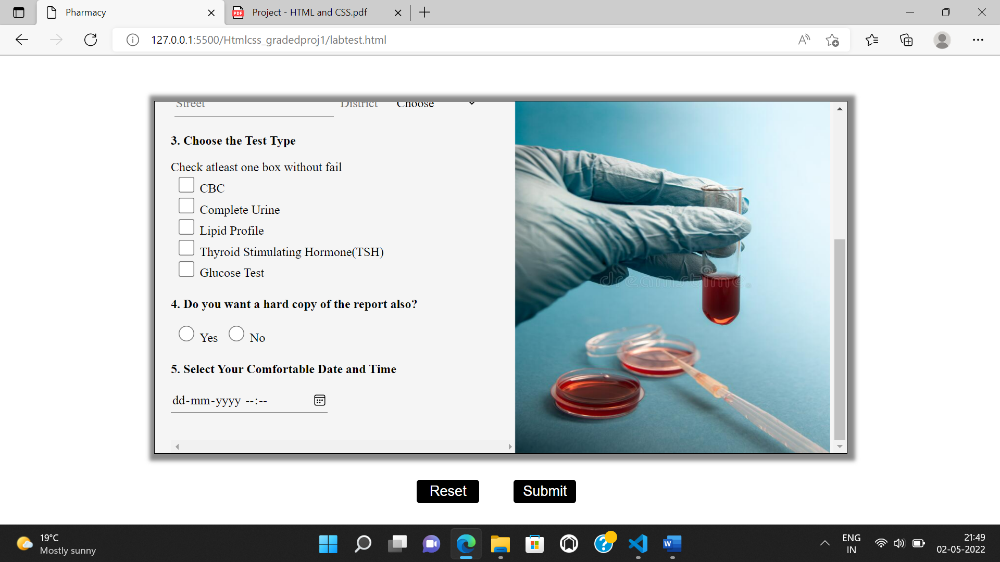 Pharmacy
Project - HTML and CSS.pdf
127.0.0.1:5500/Htmlcss_gradedproj1/labtest.html
Street District Choose
3. Choose the Test Type
Check atleast one box without fail
CBC
Complete Urine
Lipid Profile
Thyroid Stimulating Hormone(TSH)
Glucose Test
4. Do you want a hard copy of the report also?
Yes No
5. Select Your Comfortable Date and Time
dd-mm-yyyy --:--
dreamstime.
Reset Submit
19°C
Mostly sunny
ENG
IN
21:49
02-05-2022